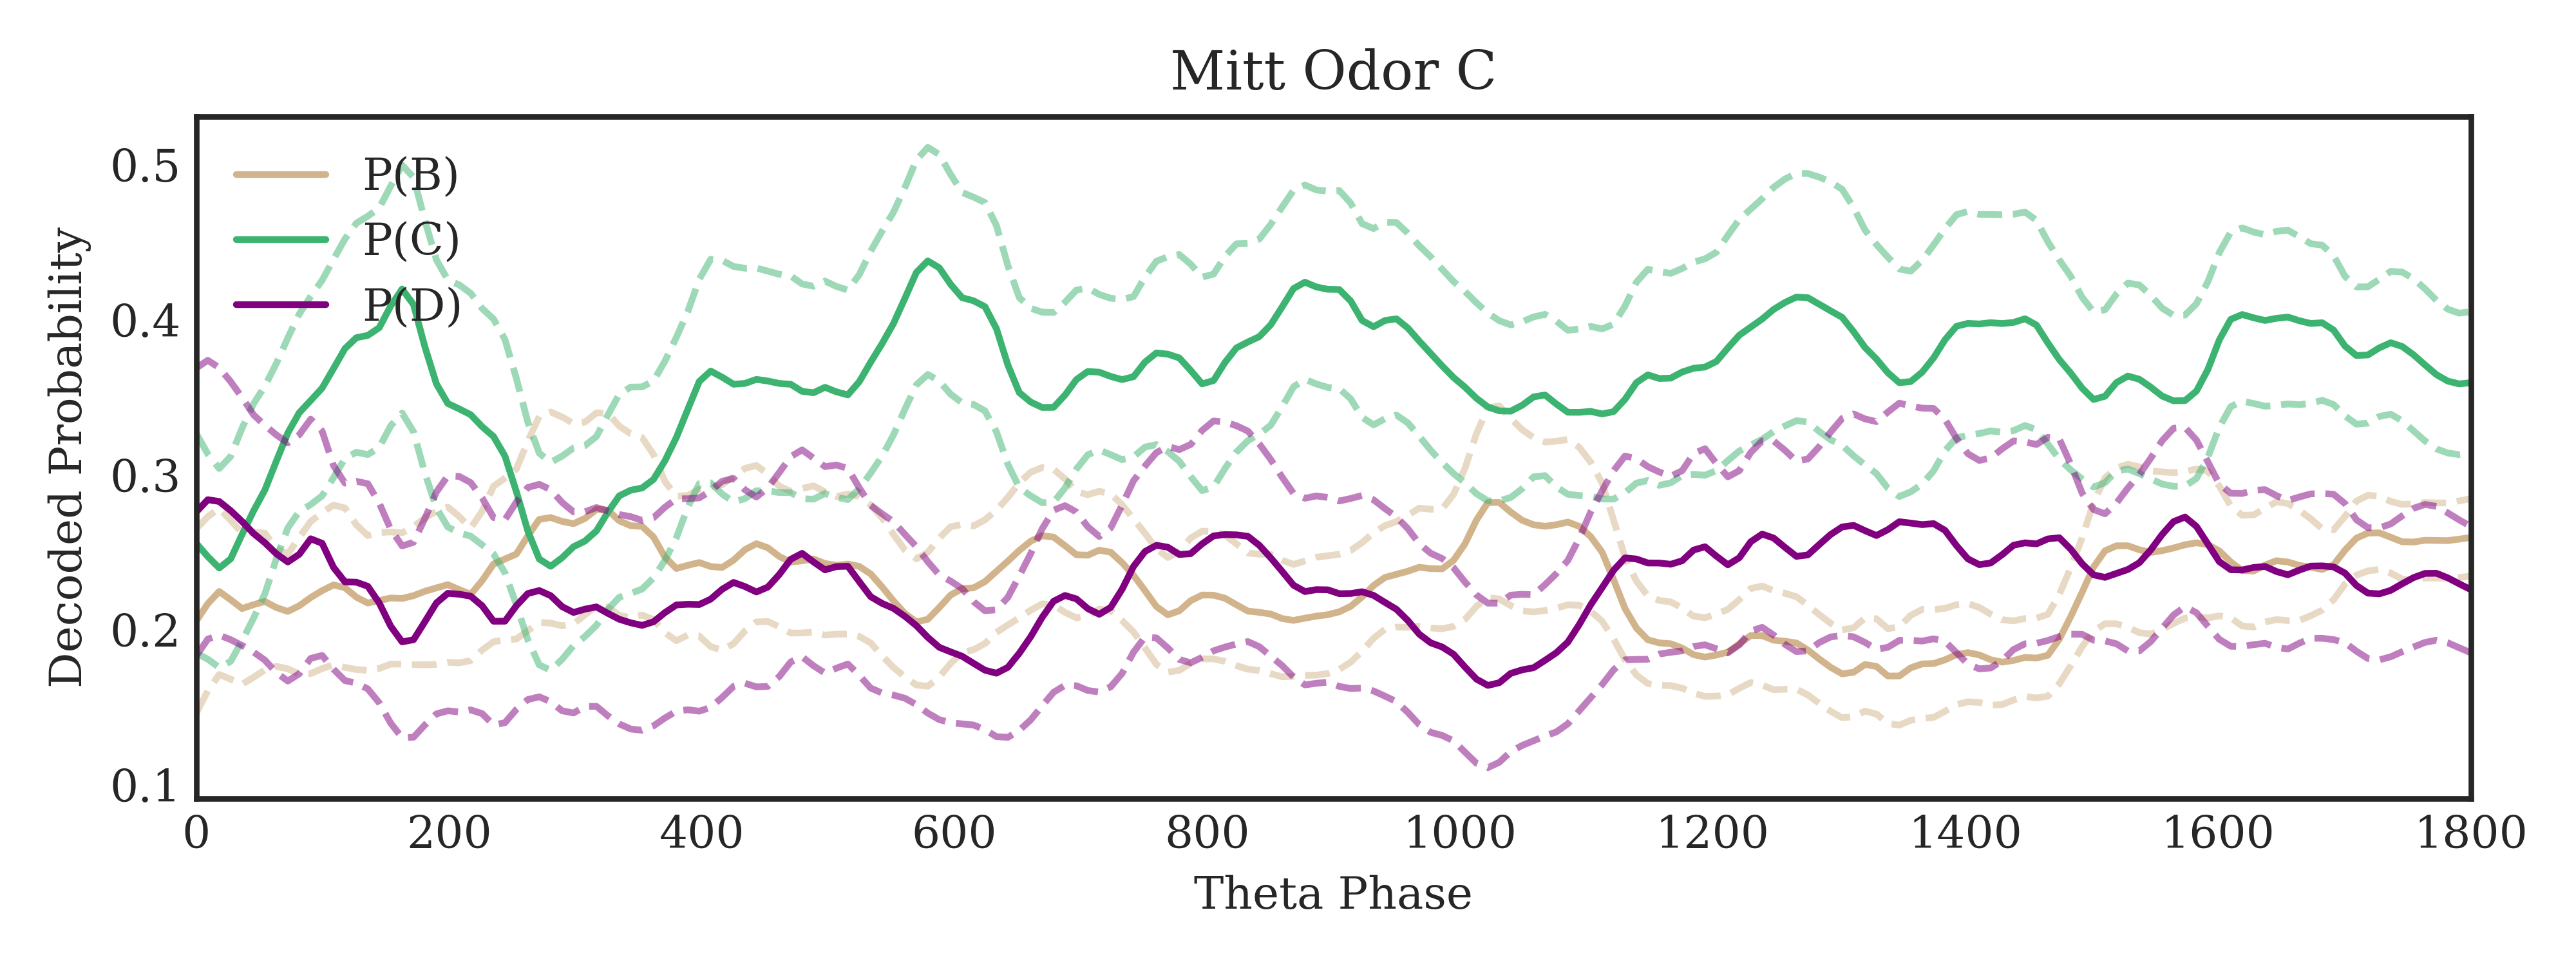 Mitt Odor C
Decoded Probability
0.5
0.4
0.3
0.2
0.1
P(B)
P(C)
P(D)
0 200 400 600 800 1000 1200 1400 1600 1800
Theta Phase